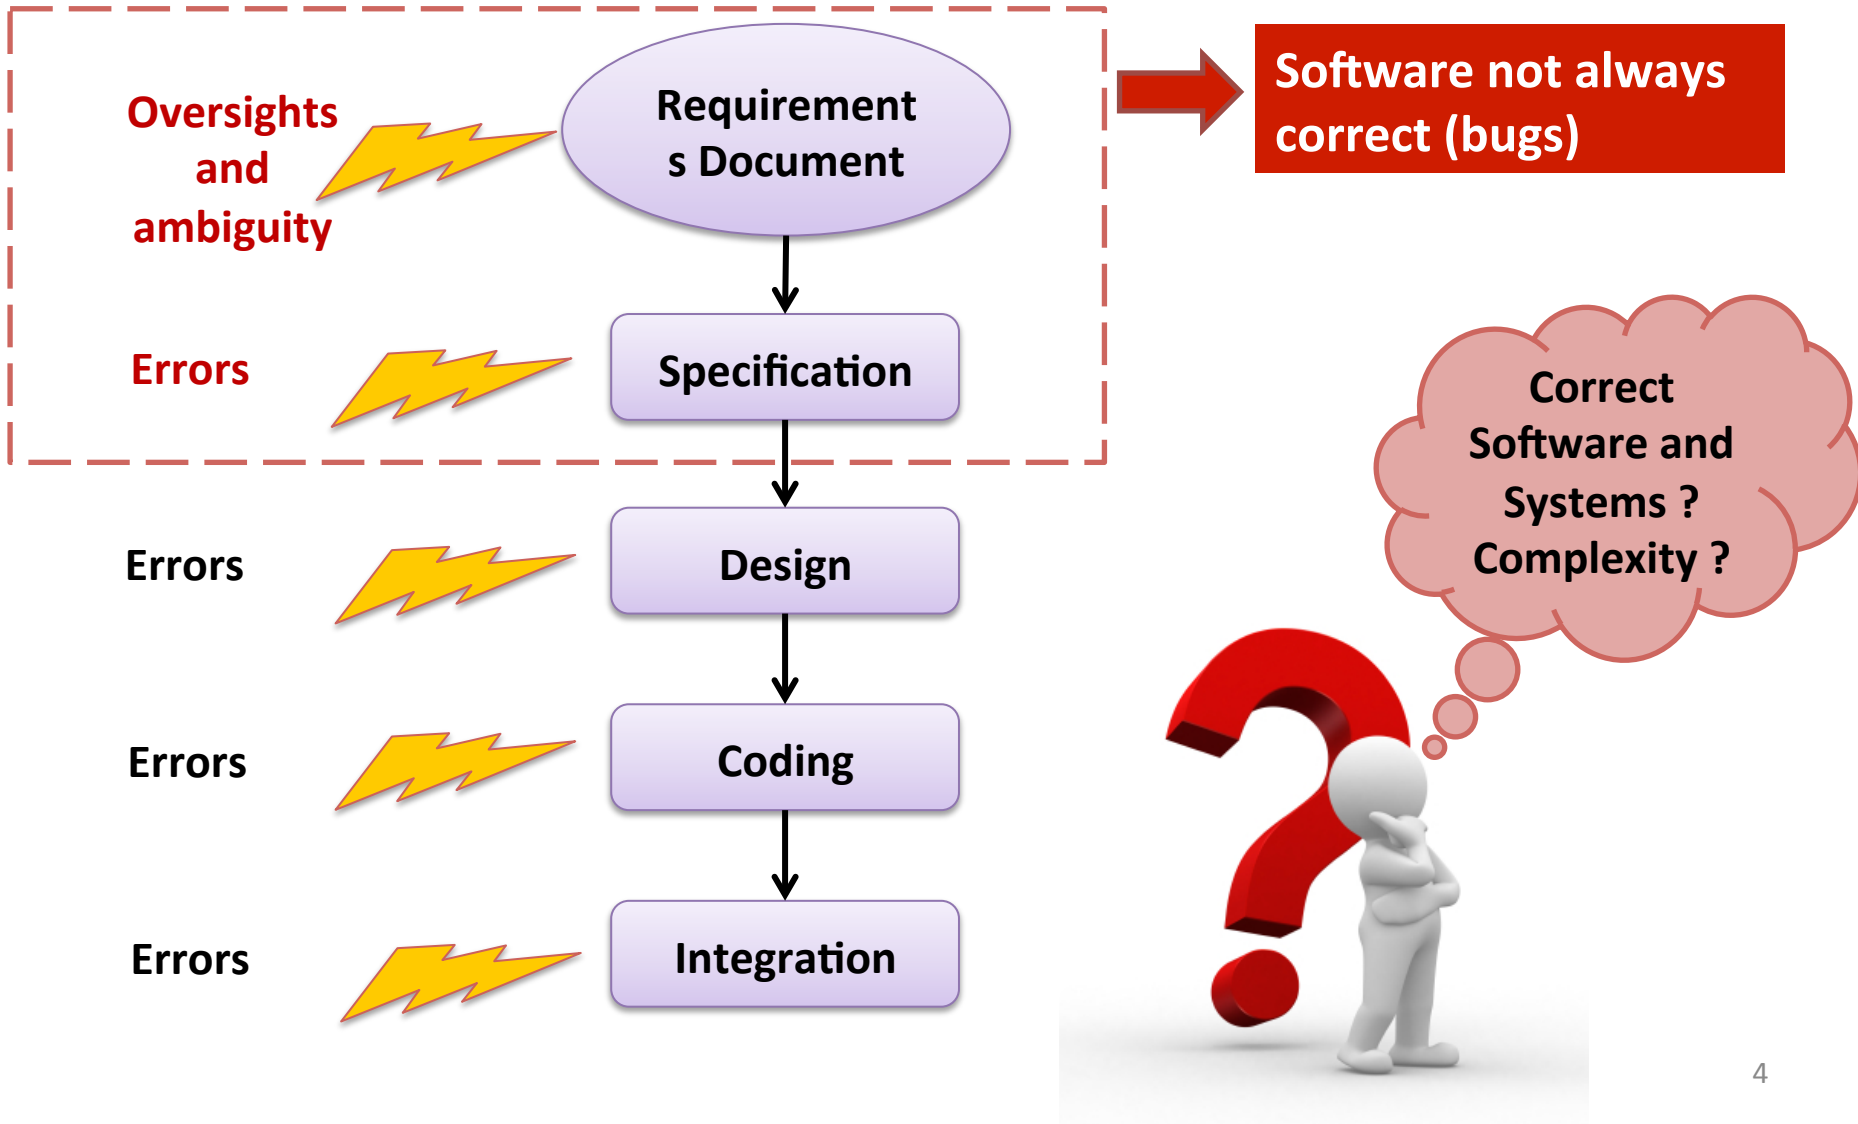 Oversights
and
ambiguity
Requirement
s Document
Software not always
correct (bugs)
Errors
Specification
Correct
Software and
Systems ?
Complexity ?
Errors
Design
Errors
Coding
Errors
Integration
4